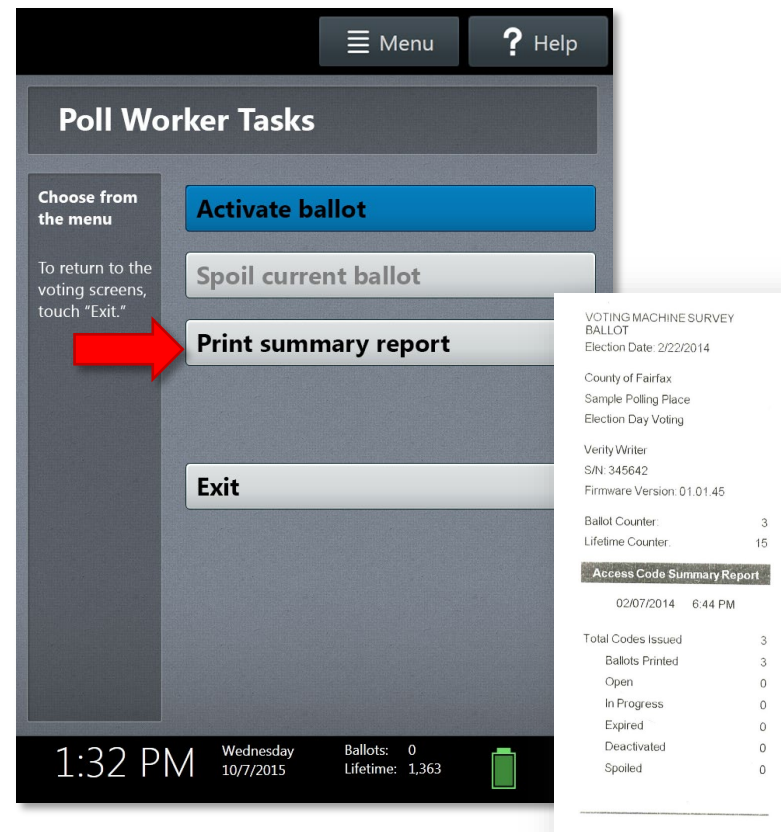 Menu
? Help
Poll Worker Tasks
Choose from
the menu
To return to the
voting screens,
touch “Exit.”
Activate ballot
Spoil current ballot
Print summary report
Exit
1:32 PM
Wednesday
10/7/2015
Ballots: 0
Lifetime: 1,363
VOTING MACHINE SURVEY
BALLOT
Election Date: 2/22/2014
County of Fairfax
Sample Polling Place
Election Day Voting
Verity Writer
S/N: 345642
Firmware Version: 01.01.45
Ballot Counter: 3
Lifetime Counter: 15
Access Code Summary Report
02/07/2014 6:44 PM
Total Codes Issued 3
Ballots Printed 3
Open 0
In Progress 0
Expired 0
Deactivated 0
Spoiled 0